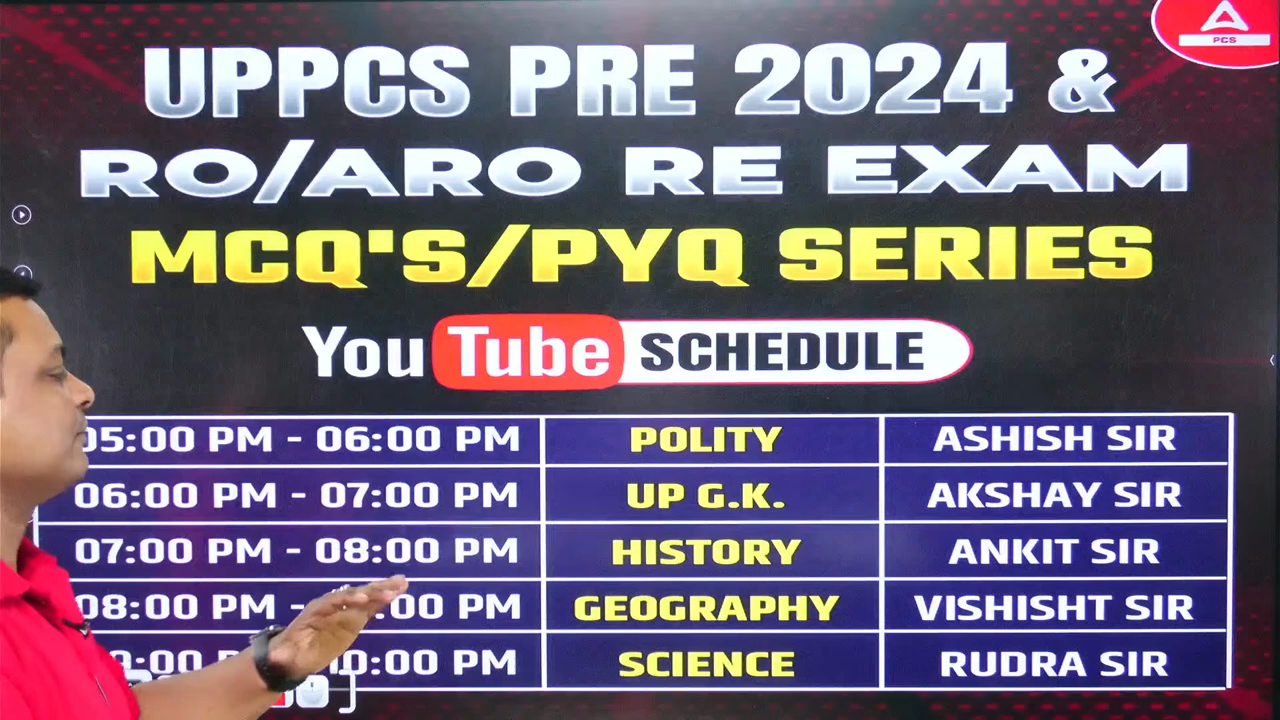 PCS
UPPCS PRE 2024 &
RO/ARO RE EXAM
MCQ'S/PYQ SERIES
YouTube SCHEDULE
05:00 PM - 06:00 PM POLITY ASHISH SIR
06:00 PM - 07:00 PM UP G.K. AKSHAY SIR
07:00 PM - 08:00 PM HISTORY ANKIT SIR
08:00 PM - :00 PM GEOGRAPHY VISHISHT SIR
10:00 PM SCIENCE RUDRA SIR